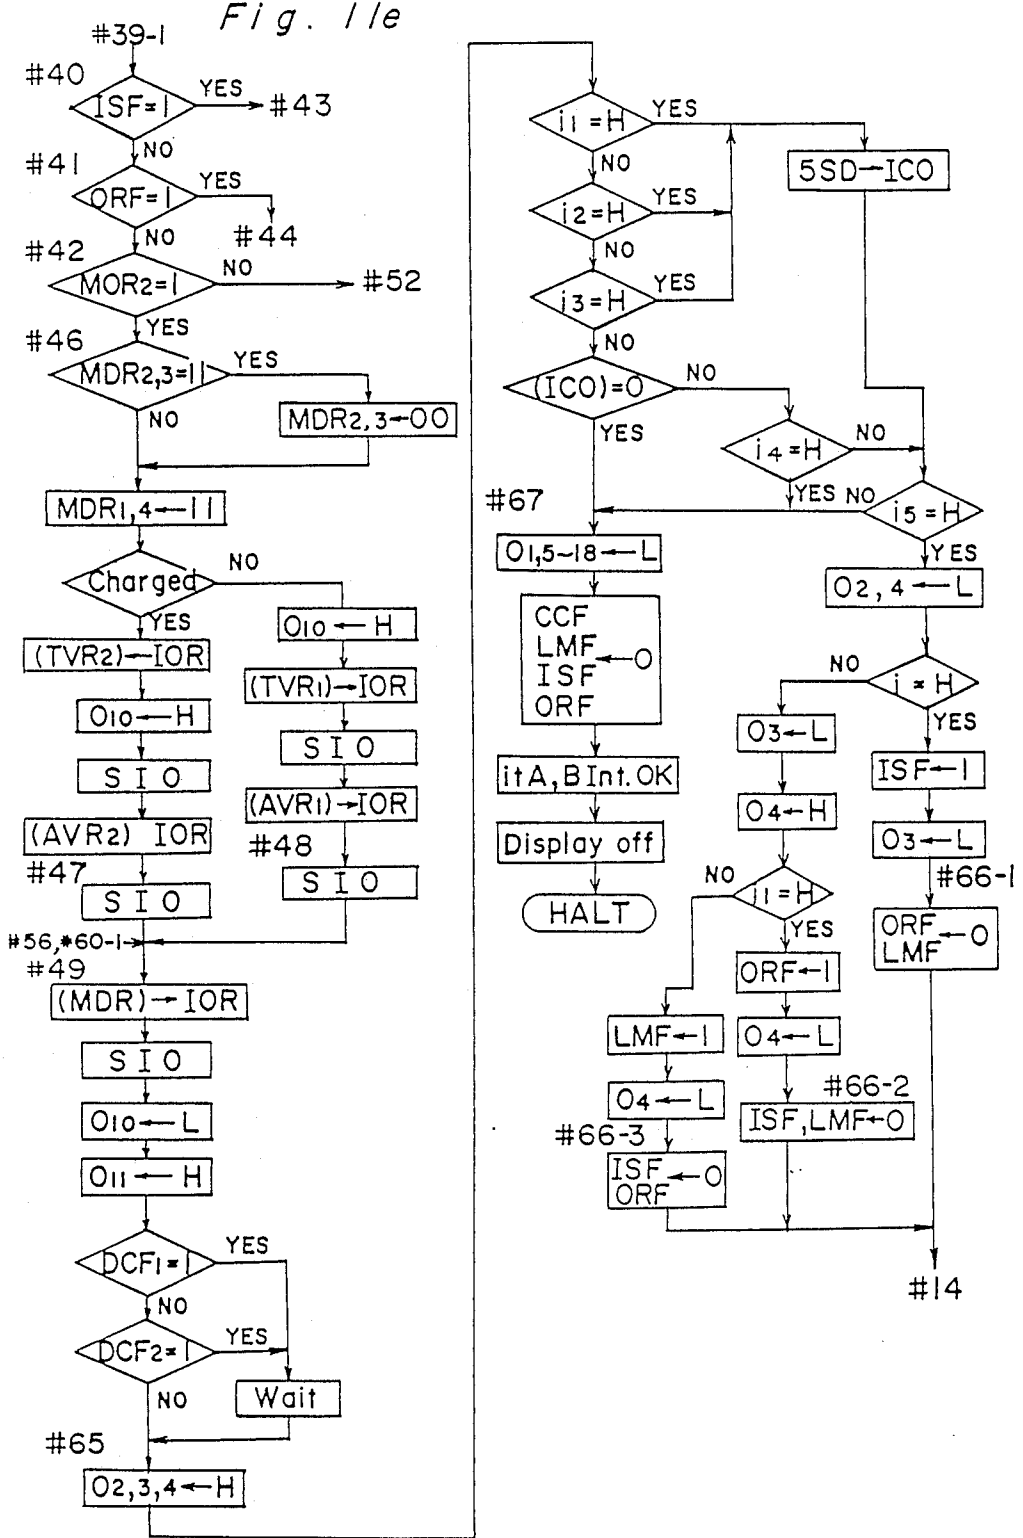 Fig. 11e
#39-1
#40
ISF=1
YES
#43
NO
#41
ORF=1
YES
#44
NO
#42
MOR2=1
NO
#52
YES
#46
MDR2,3=11
YES
MDR2,3←00
NO
MDR1,4←11
Charged
NO
YES
(TVR2)←IOR
O10←H
SIO
(AVR2) IOR
#47
SIO
O10←H
(TVR1)→IOR
SIO
(AVR1)→IOR
#48
SIO
#56,#60-1
#49
(MDR)→IOR
SIO
O10←L
O11←H
DCF1=1
YES
NO
DCF2=1
YES
NO
Wait
#65
O2,3,4←H
i1=H
YES
NO
i2=H
YES
NO
i3=H
YES
NO
5SD→ICO
(ICO)=0
NO
YES
i4=H
NO
YES
i5=H
NO
YES
#67
O1,5~18←L
CCF
LMF
ISF
ORF
←0
itA,B Int. OK
Display off
HALT
O2,4←L
i=H
NO
YES
O3←L
O4←H
i1=H
NO
YES
ISF←1
O3←L
#66-1
ORF
LMF
←0
ORF←1
O4←L
#66-2
ISF,LMF←0
LMF←1
O4←L
#66-3
ISF
ORF
←0
#14